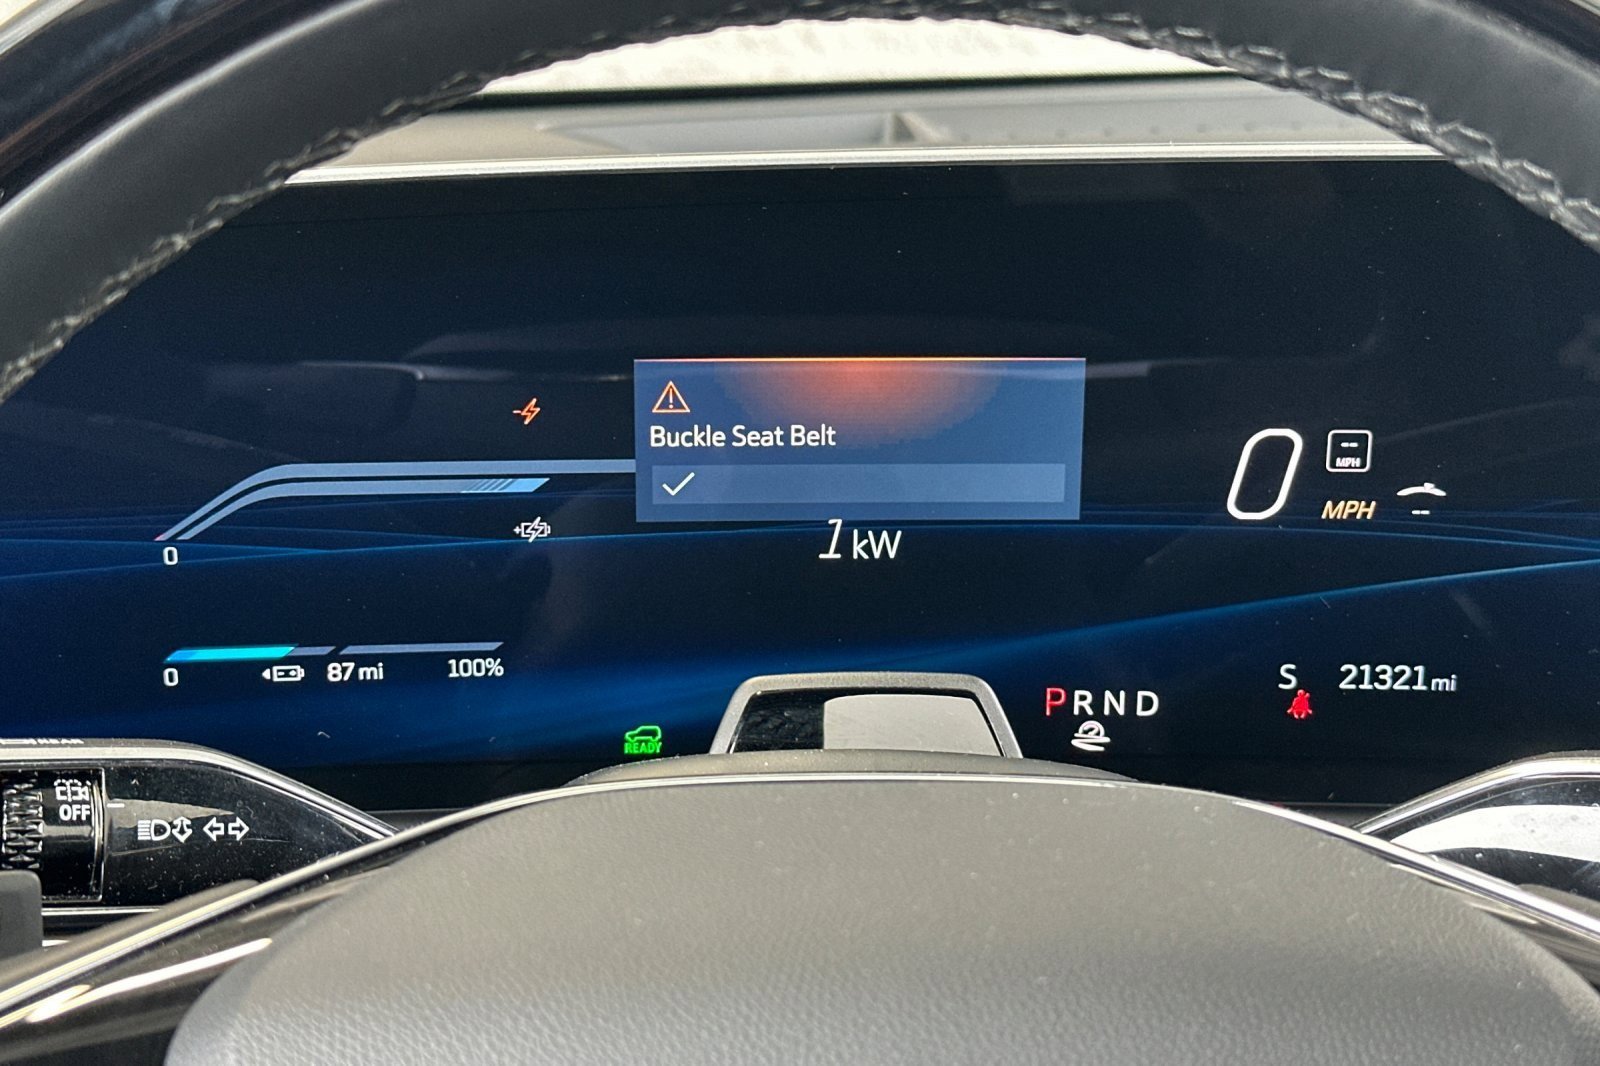 Buckle Seat Belt
0
MPH
--
MPH
--
0
1 kW
0
87 mi
100%
PRND
S
21321 mi
READY
OFF